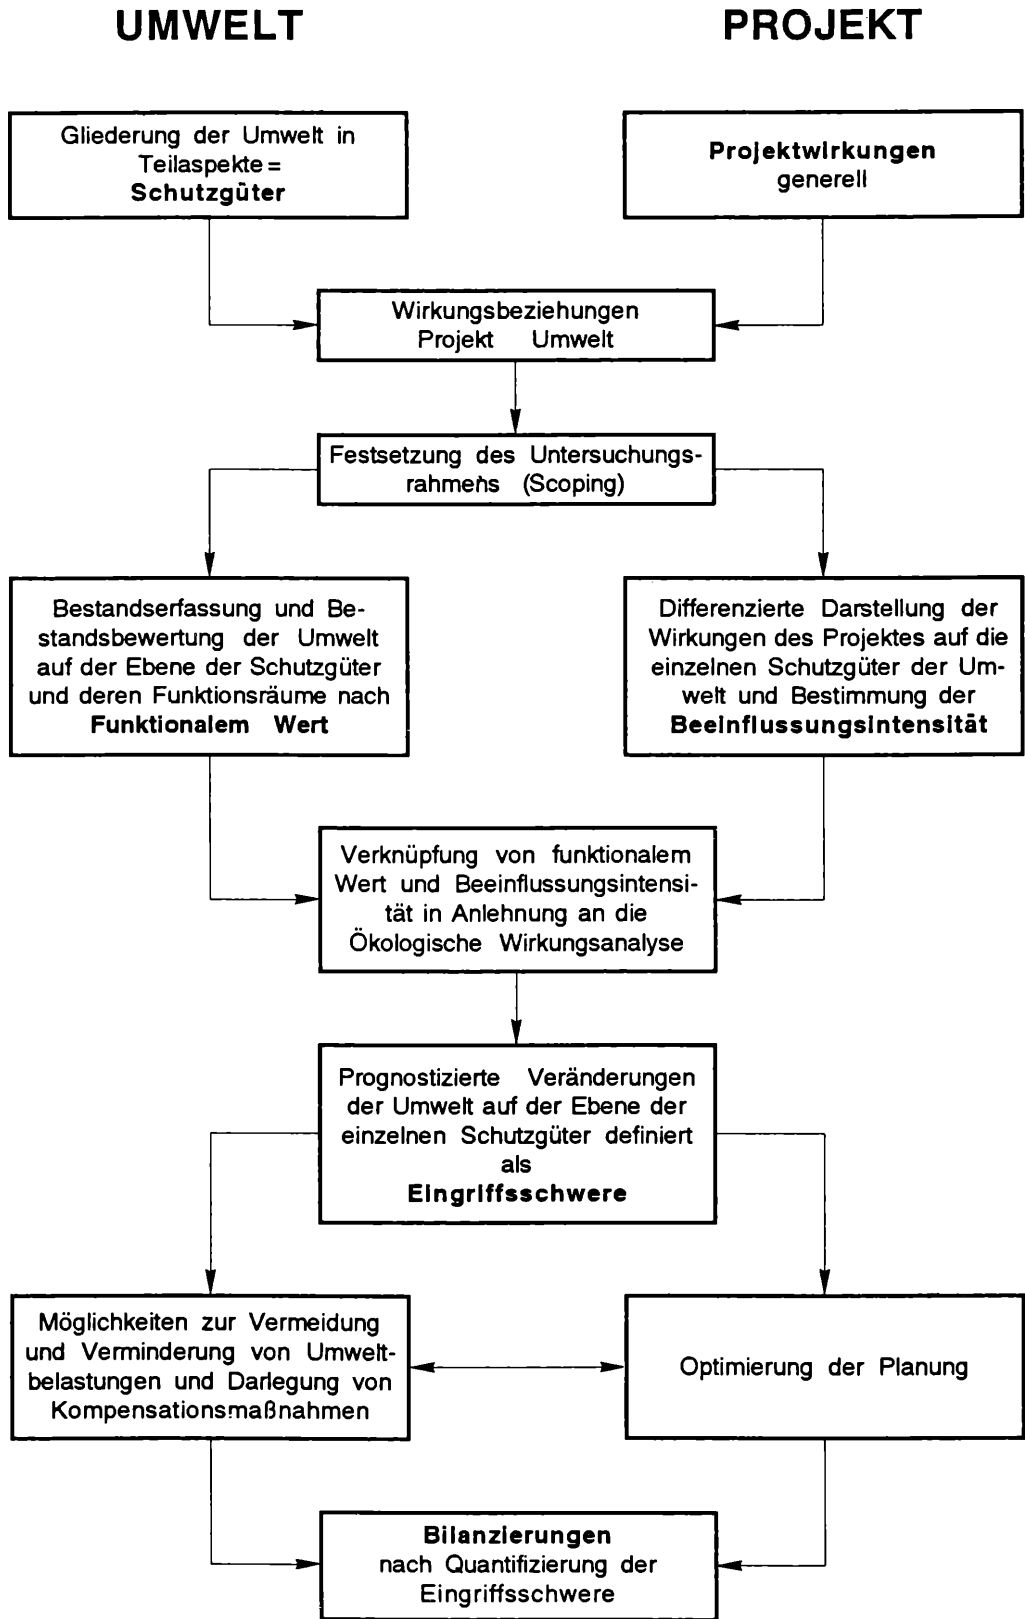 UMWELT
PROJEKT
Gliederung der Umwelt in
Teilaspekte =
Schutzgüter
Projektwirkungen
generell
Wirkungsbeziehungen
Projekt Umwelt
Festsetzung des Untersuchungs-
rahmens (Scoping)
Bestandserfassung und Be-
standsbewertung der Umwelt
auf der Ebene der Schutzgüter
und deren Funktionsräume nach
Funktionalem Wert
Differenzierte Darstellung der
Wirkungen des Projektes auf die
einzelnen Schutzgüter der Um-
welt und Bestimmung der
Beeinflussungsintensität
Verknüpfung von funktionalem
Wert und Beeinflussungsintensi-
tät in Anlehnung an die
Ökologische Wirkungsanalyse
Prognostizierte Veränderungen
der Umwelt auf der Ebene der
einzelnen Schutzgüter definiert
als
Eingriffsschwere
Möglichkeiten zur Vermeidung
und Verminderung von Umwelt-
belastungen und Darlegung von
Kompensationsmaßnahmen
Optimierung der Planung
Bilanzierungen
nach Quantifizierung der
Eingriffsschwere